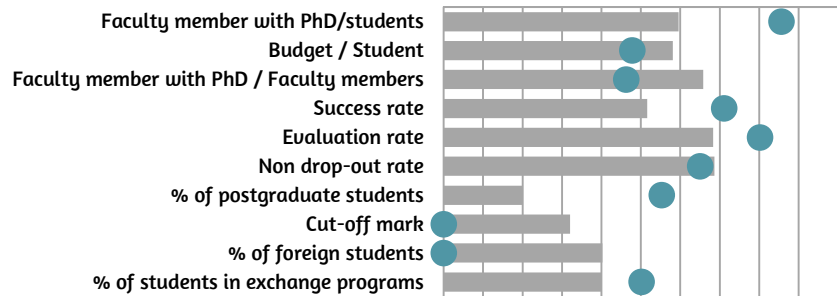 Faculty member with PhD/students
Budget / Student
Faculty member with PhD / Faculty members
Success rate
Evaluation rate
Non drop-out rate
% of postgraduate students
Cut-off mark
% of foreign students
% of students in exchange programs